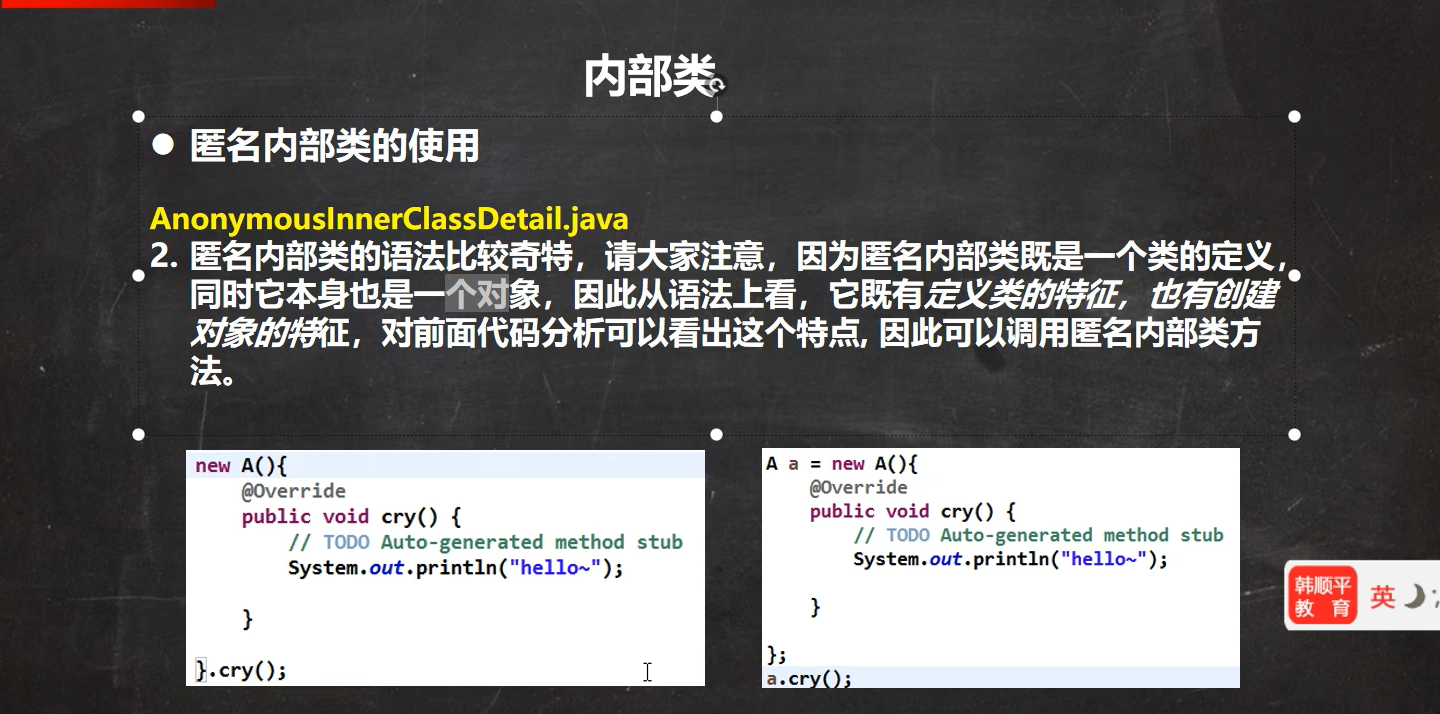 内部类
● 匿名内部类的使用
AnonymousInnerClassDetail.java
2. 匿名内部类的语法比较奇特，请大家注意，因为匿名内部类既是一个类的定义，
同时它本身也是一个对象，因此从语法上看，它既有定义类的特征，也有创建
对象的特征，对前面代码分析可以看出这个特点, 因此可以调用匿名内部类方
法。
new A(){
@Override
public void cry() {
// TODO Auto-generated method stub
System.out.println("hello~");
}
}.cry();
A a = new A(){
@Override
public void cry() {
// TODO Auto-generated method stub
System.out.println("hello~");
}
};
a.cry();
韩顺平
教 育
英